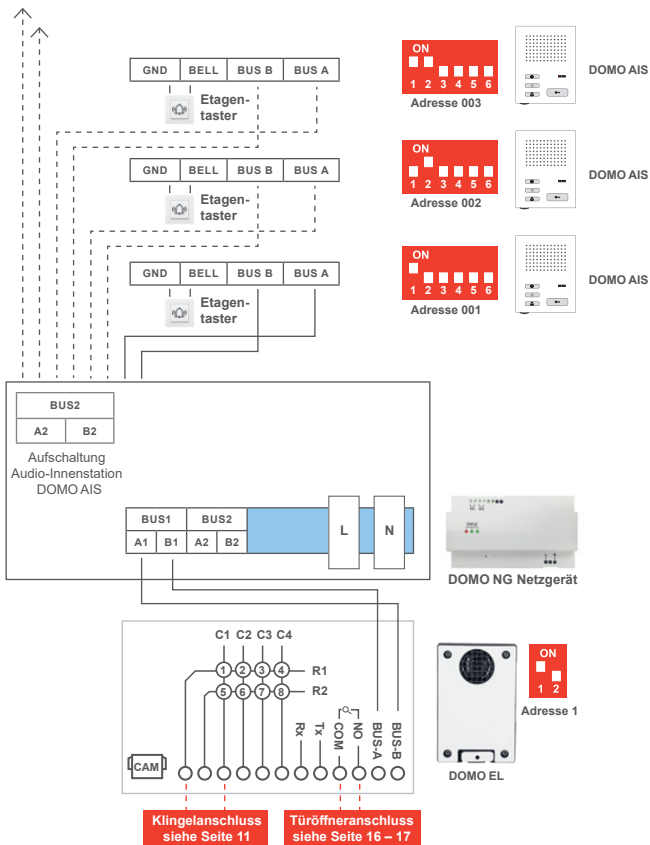 GND BELL BUS B BUS A
Etagen-
taster
ON
1 2 3 4 5 6
Adresse 003
DOMO AIS
GND BELL BUS B BUS A
Etagen-
taster
ON
1 2 3 4 5 6
Adresse 002
DOMO AIS
GND BELL BUS B BUS A
Etagen-
taster
ON
1 2 3 4 5 6
Adresse 001
DOMO AIS
BUS2
A2 B2
Aufschaltung
Audio-Innenstation
DOMO AIS
BUS1 BUS2
A1 B1 A2 B2
L N
DOMO NG Netzgerät
C1 C2 C3 C4
1 2 3 4 R1
5 6 7 8 R2
Rx Tx COM NO BUS-A BUS-B
CAM
ON
1 2
Adresse 1
DOMO EL
Klingelanschluss
siehe Seite 11
Türöffneranschluss
siehe Seite 16 – 17